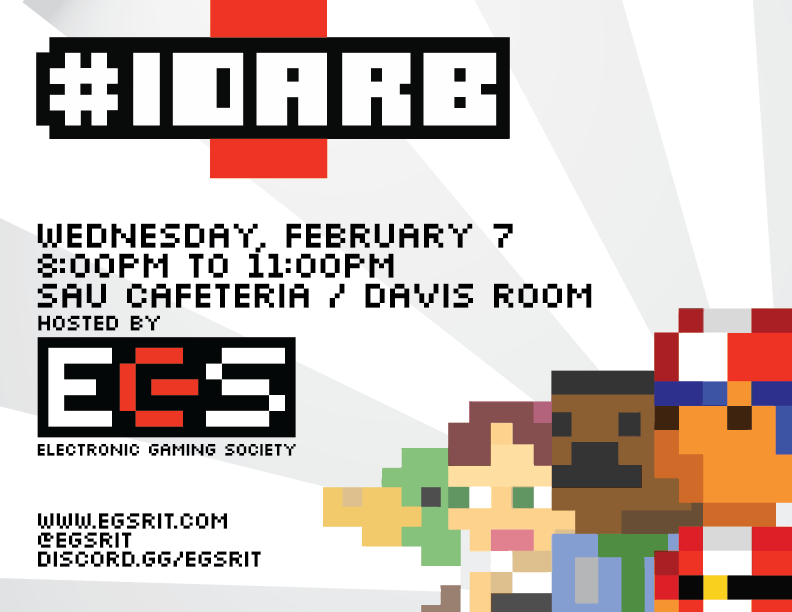 #IDARB
WEDNESDAY, FEBRUARY 7
8:00PM TO 11:00PM
SAU CAFETERIA / DAVIS ROOM
HOSTED BY
EGS
ELECTRONIC GAMING SOCIETY
WWW.EGSRIT.COM
@EGSRIT
DISCORD.GG/EGSRIT